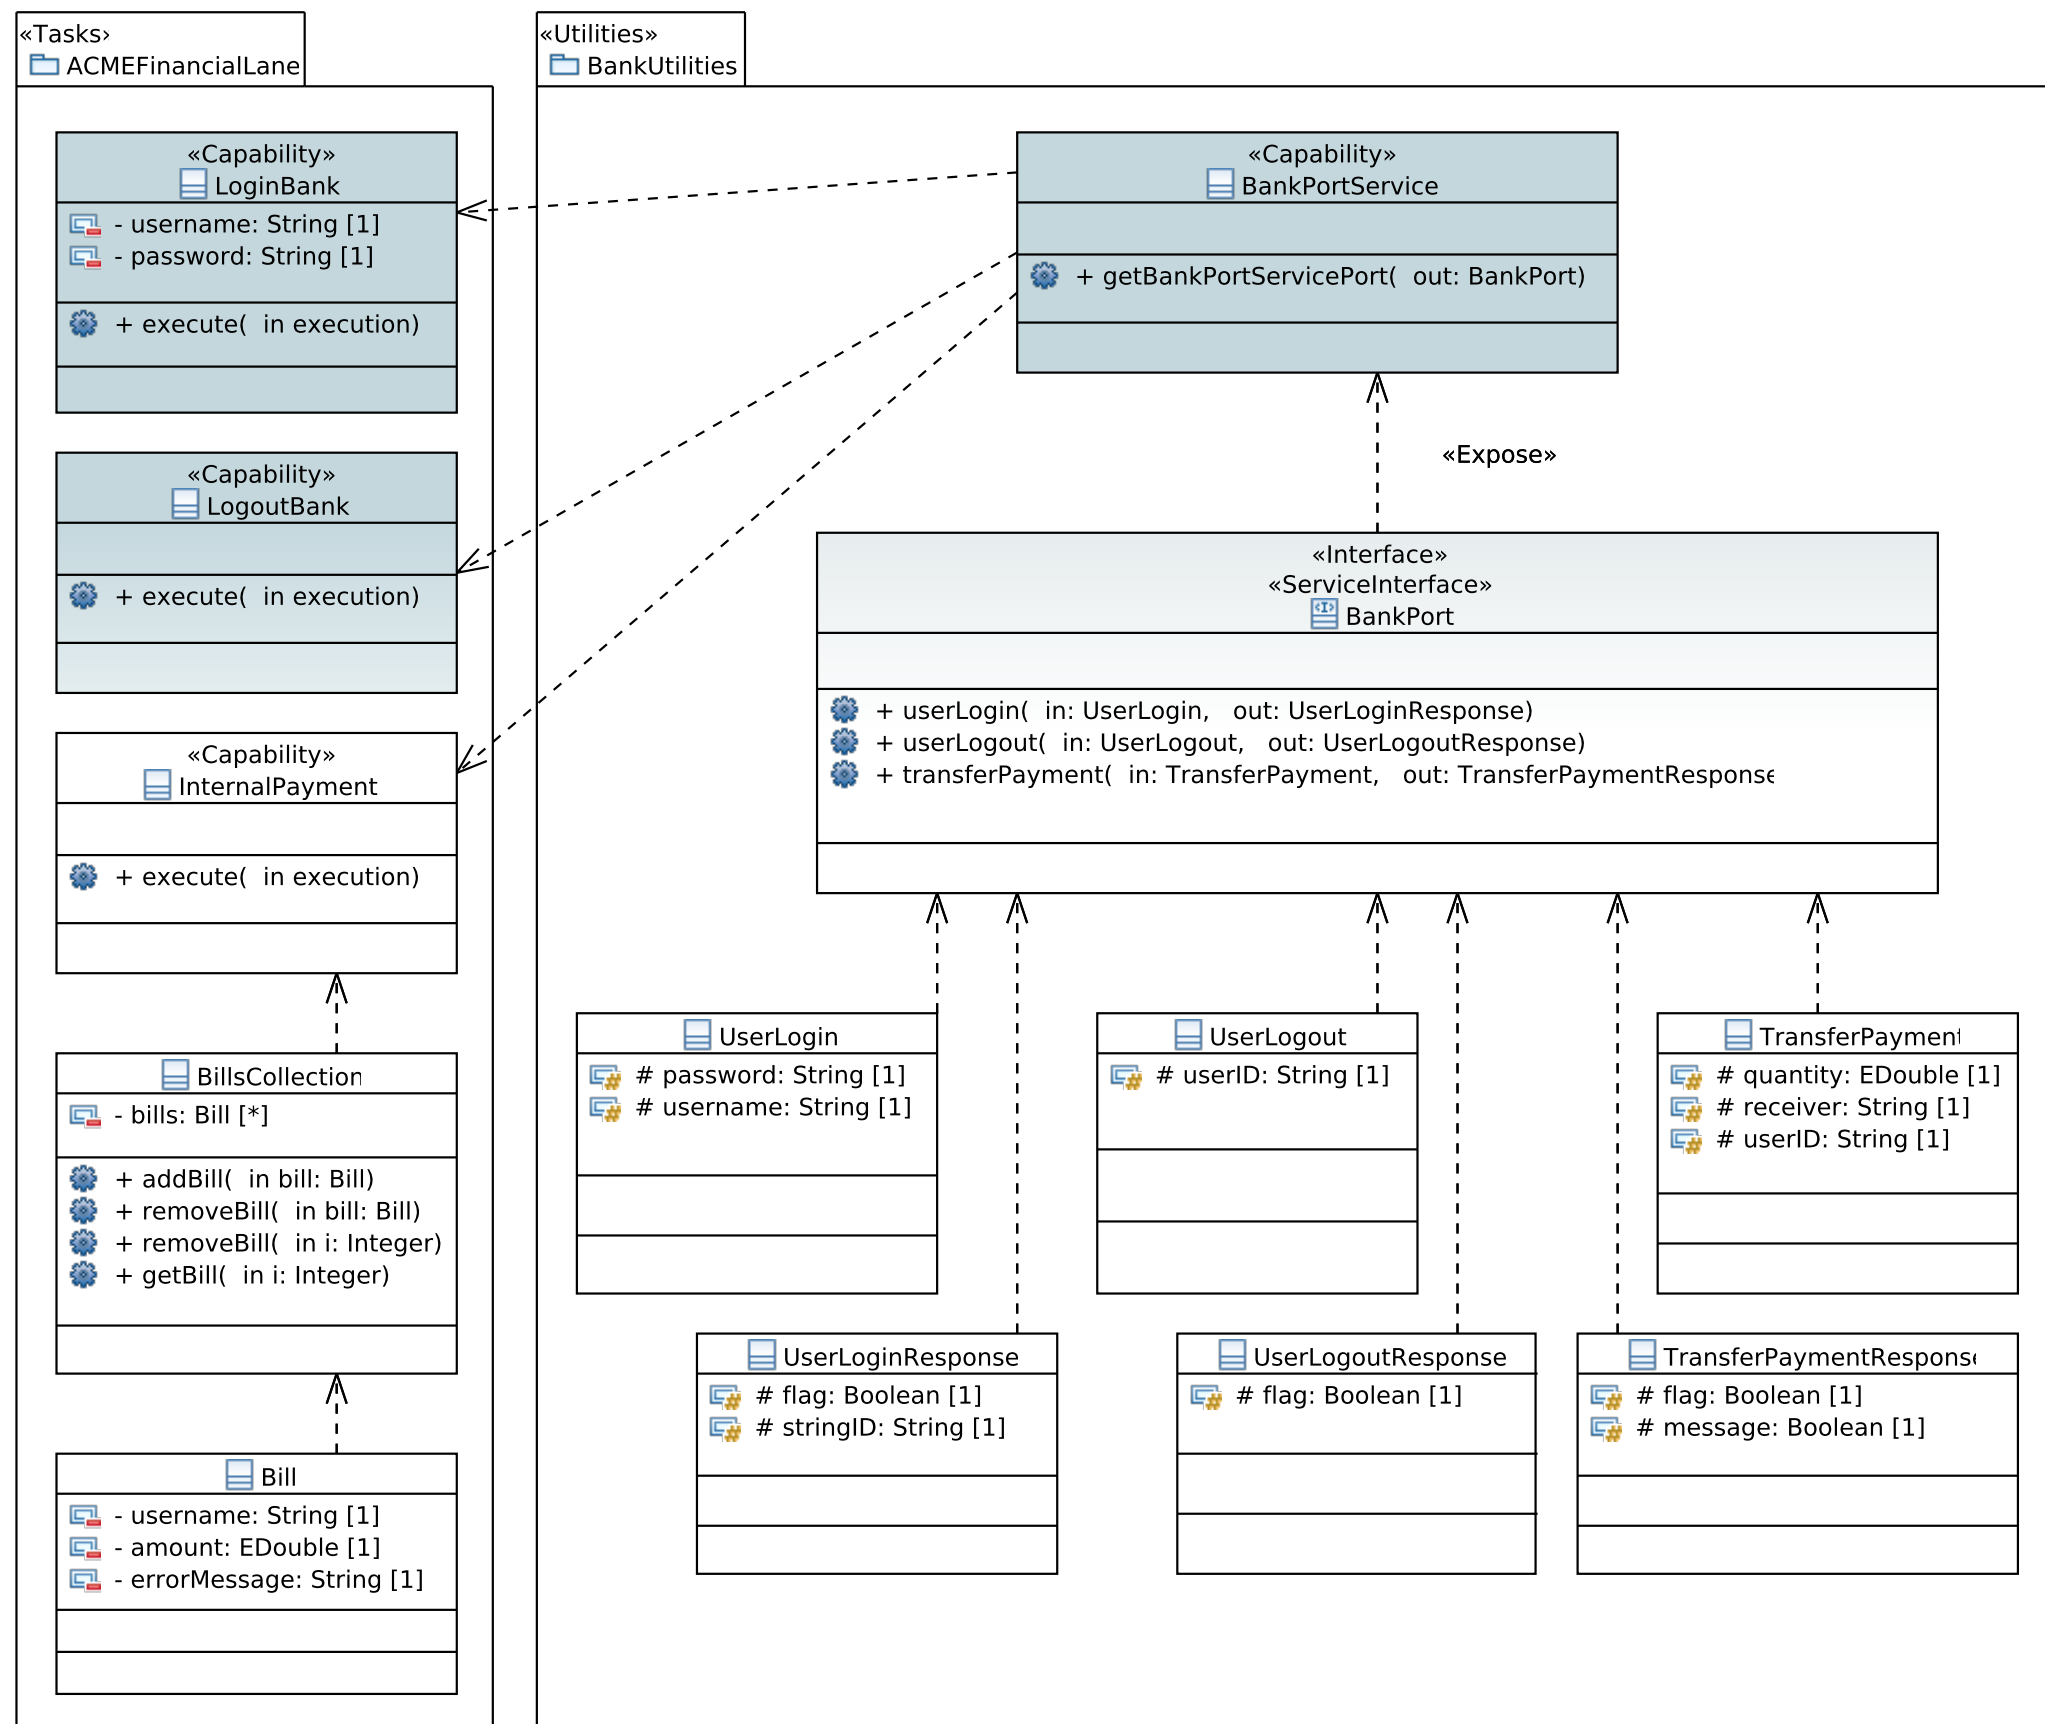 «Tasks›
ACMEFinancialLane
«Capability»
LoginBank
- username: String [1]
- password: String [1]
+ execute(  in execution)
«Capability»
LogoutBank
+ execute(  in execution)
«Capability»
InternalPayment
+ execute(  in execution)
BillsCollection
- bills: Bill [*]
+ addBill(  in bill: Bill)
+ removeBill(  in bill: Bill)
+ removeBill(  in i: Integer)
+ getBill(  in i: Integer)
Bill
- username: String [1]
- amount: EDouble [1]
- errorMessage: String [1]
«Utilities»
BankUtilities
«Capability»
BankPortService
+ getBankPortServicePort(  out: BankPort)
«Expose»
«Interface»
«ServiceInterface»
BankPort
+ userLogin(  in: UserLogin,   out: UserLoginResponse)
+ userLogout(  in: UserLogout,   out: UserLogoutResponse)
+ transferPayment(  in: TransferPayment,   out: TransferPaymentResponse
UserLogin
# password: String [1]
# username: String [1]
UserLogout
# userID: String [1]
TransferPayment
# quantity: EDouble [1]
# receiver: String [1]
# userID: String [1]
UserLoginResponse
# flag: Boolean [1]
# stringID: String [1]
UserLogoutResponse
# flag: Boolean [1]
TransferPaymentResponse
# flag: Boolean [1]
# message: Boolean [1]